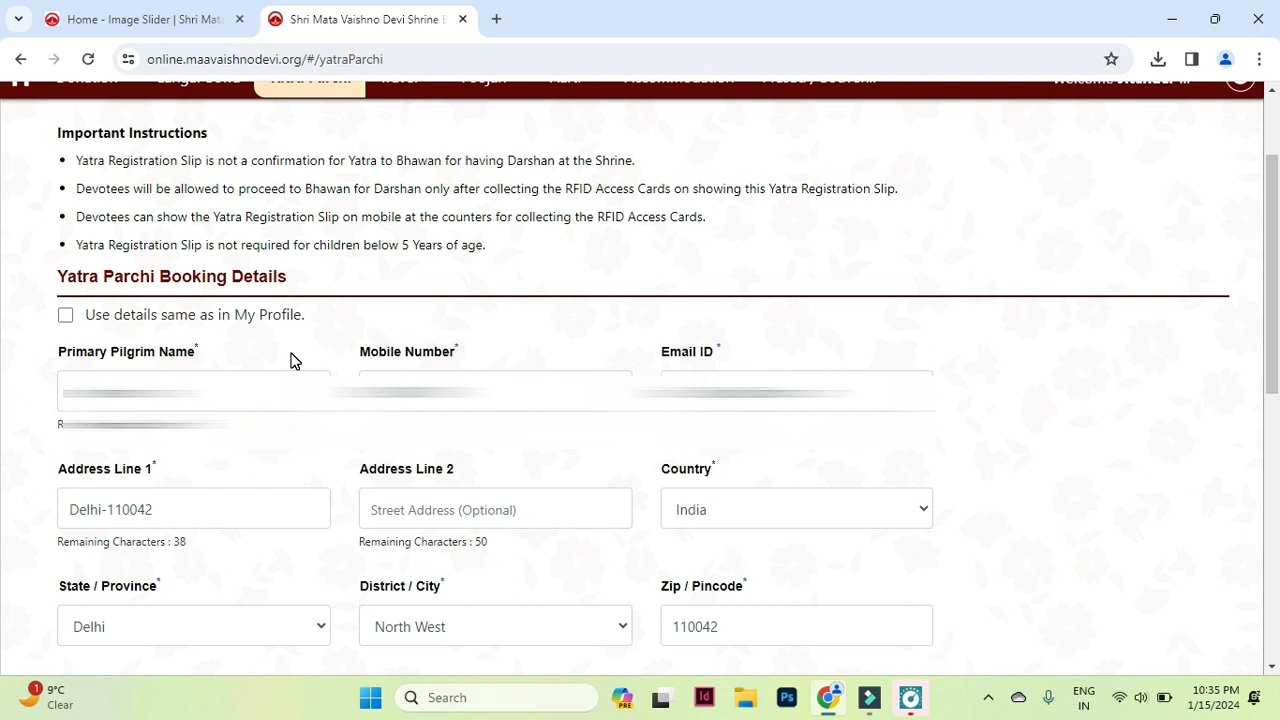 Home - Image Slider | Shri Mata
Shri Mata Vaishno Devi Shrine
online.maavaishnodevi.org/#/yatraParchi
Important Instructions
Yatra Registration Slip is not a confirmation for Yatra to Bhawan for having Darshan at the Shrine.
Devotees will be allowed to proceed to Bhawan for Darshan only after collecting the RFID Access Cards on showing this Yatra Registration Slip.
Devotees can show the Yatra Registration Slip on mobile at the counters for collecting the RFID Access Cards.
Yatra Registration Slip is not required for children below 5 Years of age.
Yatra Parchi Booking Details
Use details same as in My Profile.
Primary Pilgrim Name* Mobile Number* Email ID *
Address Line 1* Address Line 2 Country*
Delhi-110042 Street Address (Optional) India
Remaining Characters : 38 Remaining Characters : 50
State / Province* District / City* Zip / Pincode*
Delhi North West 110042
1 9°C
Clear
Search
PRE
Id
Ps
ENG
IN
10:35 PM
1/15/2024